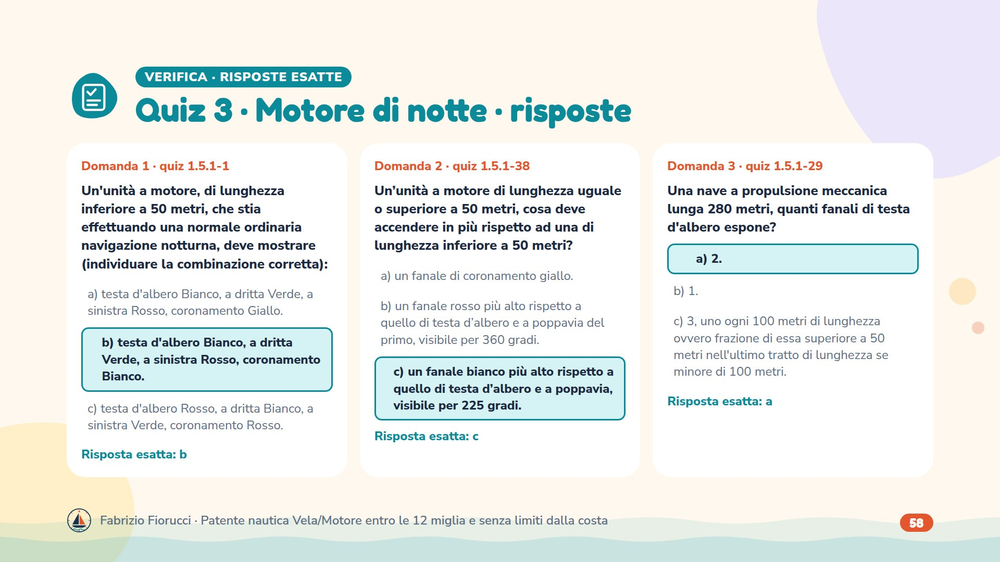 VERIFICA · RISPOSTE ESATTE
Quiz 3 · Motore di notte · risposte
Domanda 1 · quiz 1.5.1-1
Un'unità a motore, di lunghezza
inferiore a 50 metri, che stia
effettuando una normale ordinaria
navigazione notturna, deve mostrare
(individuare la combinazione corretta):
a) testa d'albero Bianco, a dritta Verde, a
sinistra Rosso, coronamento Giallo.
b) testa d'albero Bianco, a dritta
Verde, a sinistra Rosso, coronamento
Bianco.
c) testa d'albero Rosso, a dritta Bianco, a
sinistra Verde, coronamento Rosso.
Risposta esatta: b
Domanda 2 · quiz 1.5.1-38
Un’unità a motore di lunghezza uguale
o superiore a 50 metri, cosa deve
accendere in più rispetto ad una di
lunghezza inferiore a 50 metri?
a) un fanale di coronamento giallo.
b) un fanale rosso più alto rispetto a
quello di testa d’albero e a poppavia del
primo, visibile per 360 gradi.
c) un fanale bianco più alto rispetto a
quello di testa d’albero e a poppavia,
visibile per 225 gradi.
Risposta esatta: c
Domanda 3 · quiz 1.5.1-29
Una nave a propulsione meccanica
lunga 280 metri, quanti fanali di testa
d'albero espone?
a) 2.
b) 1.
c) 3, uno ogni 100 metri di lunghezza
ovvero frazione di essa superiore a 50
metri nell'ultimo tratto di lunghezza se
minore di 100 metri.
Risposta esatta: a
Fabrizio Fiorucci · Patente nautica Vela/Motore entro le 12 miglia e senza limiti dalla costa
58